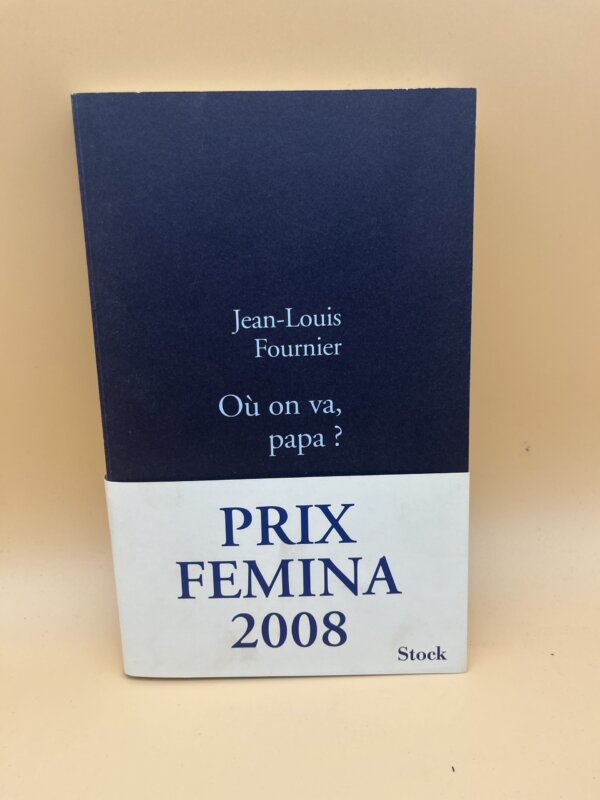 Jean-Louis
Fournier
Où on va,
papa ?
PRIX
FEMINA
2008
Stock